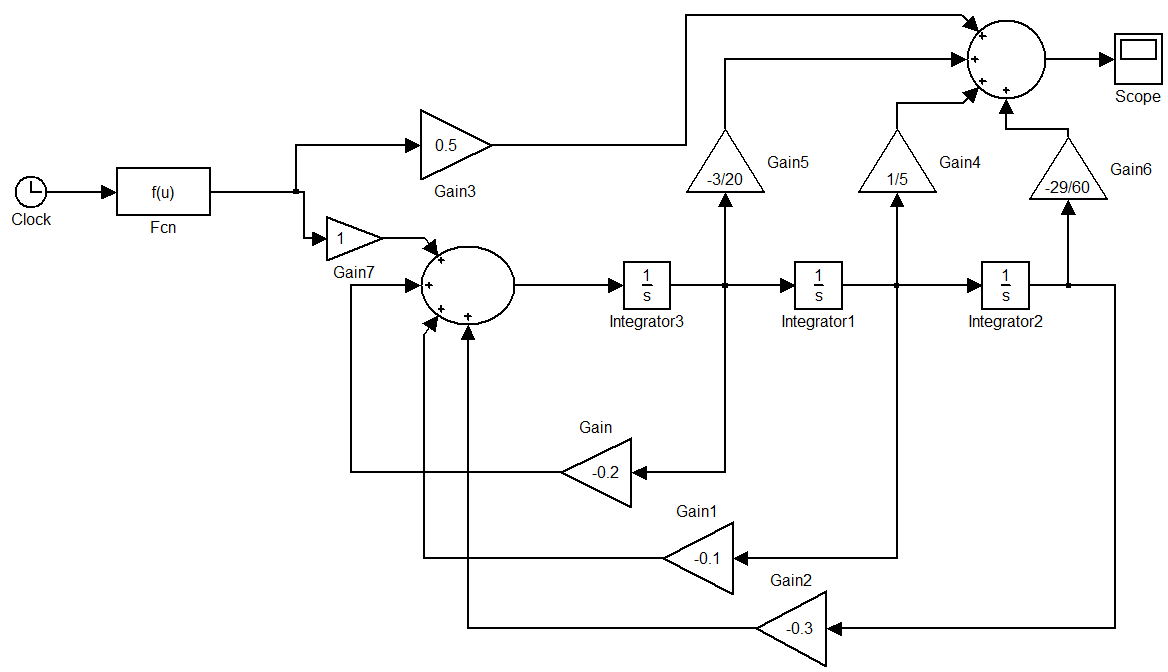 +
+
+
+
Scope
0.5
Gain3
Gain5
-3/20
Gain4
1/5
Gain6
-29/60
Clock
f(u)
Fcn
1
Gain7
+
+
+
+
1
s
Integrator3
1
s
Integrator1
1
s
Integrator2
Gain
-0.2
Gain1
-0.1
Gain2
-0.3